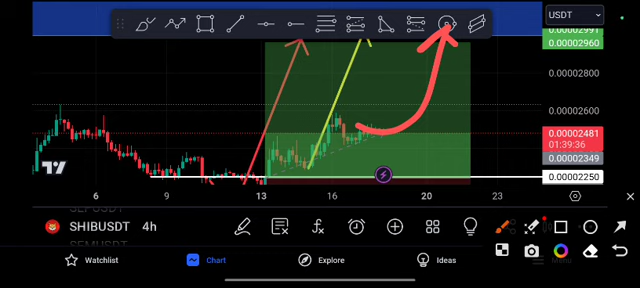 USDT
0.00002991
0.00002960
0.00002800
0.00002600
0.00002481
01:39:36
0.00002349
0.00002250
6 9 13 16 20 23
SHIBUSDT 4h
SEMUSDT
Watchlist Chart Explore Ideas